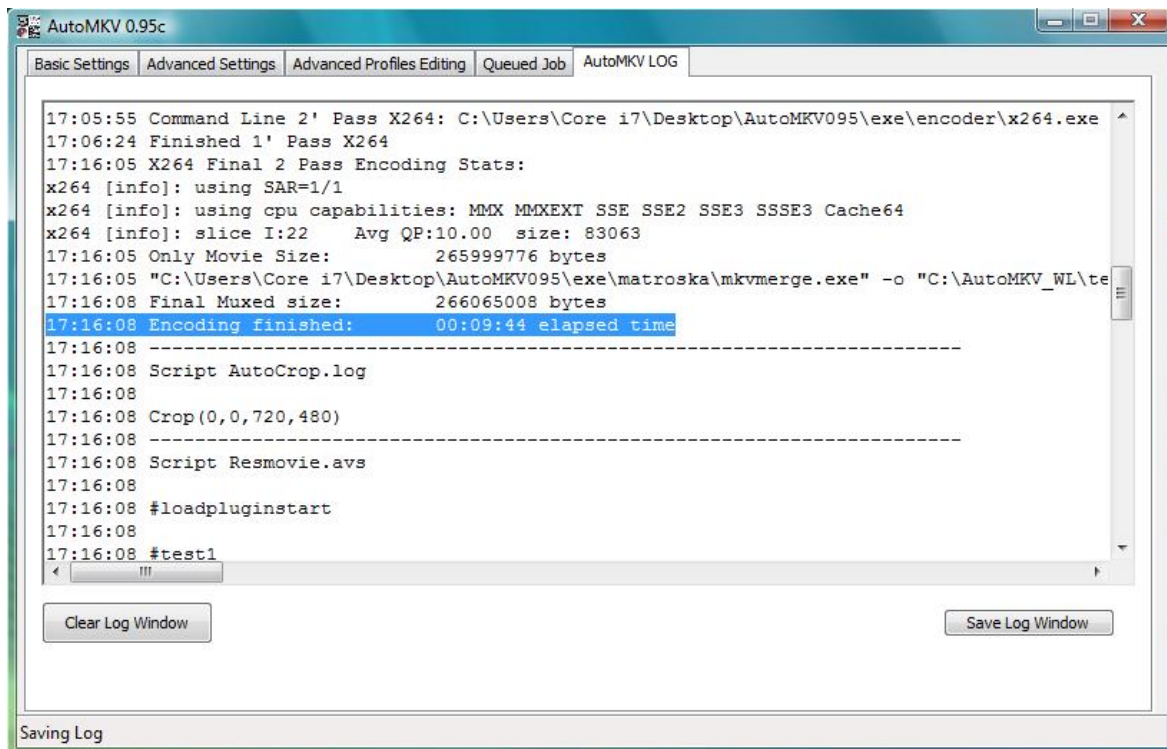 AutoMKV 0.95c
Basic Settings Advanced Settings Advanced Profiles Editing Queued Job AutoMKV LOG
17:05:55 Command Line 2' Pass X264: C:\Users\Core i7\Desktop\AutoMKV095\exe\encoder\x264.exe
17:06:24 Finished 1' Pass X264
17:16:05 X264 Final 2 Pass Encoding Stats:
x264 [info]: using SAR=1/1
x264 [info]: using cpu capabilities: MMX MMXEXT SSE SSE2 SSE3 SSSE3 Cache64
x264 [info]: slice I:22    Avg QP:10.00  size: 83063
17:16:05 Only Movie Size:        265999776 bytes
17:16:05 "C:\Users\Core i7\Desktop\AutoMKV095\exe\matroska\mkvmerge.exe" -o "C:\AutoMKV_WL\te
17:16:08 Final Muxed size:       266065008 bytes
17:16:08 Encoding finished:      00:09:44 elapsed time
17:16:08 ----------------------------------------------------------------------
17:16:08 Script AutoCrop.log
17:16:08
17:16:08 Crop(0,0,720,480)
17:16:08 ----------------------------------------------------------------------
17:16:08 Script Resmovie.avs
17:16:08
17:16:08 #loadpluginstart
17:16:08
17:16:08 #test1
Clear Log Window Save Log Window
Saving Log